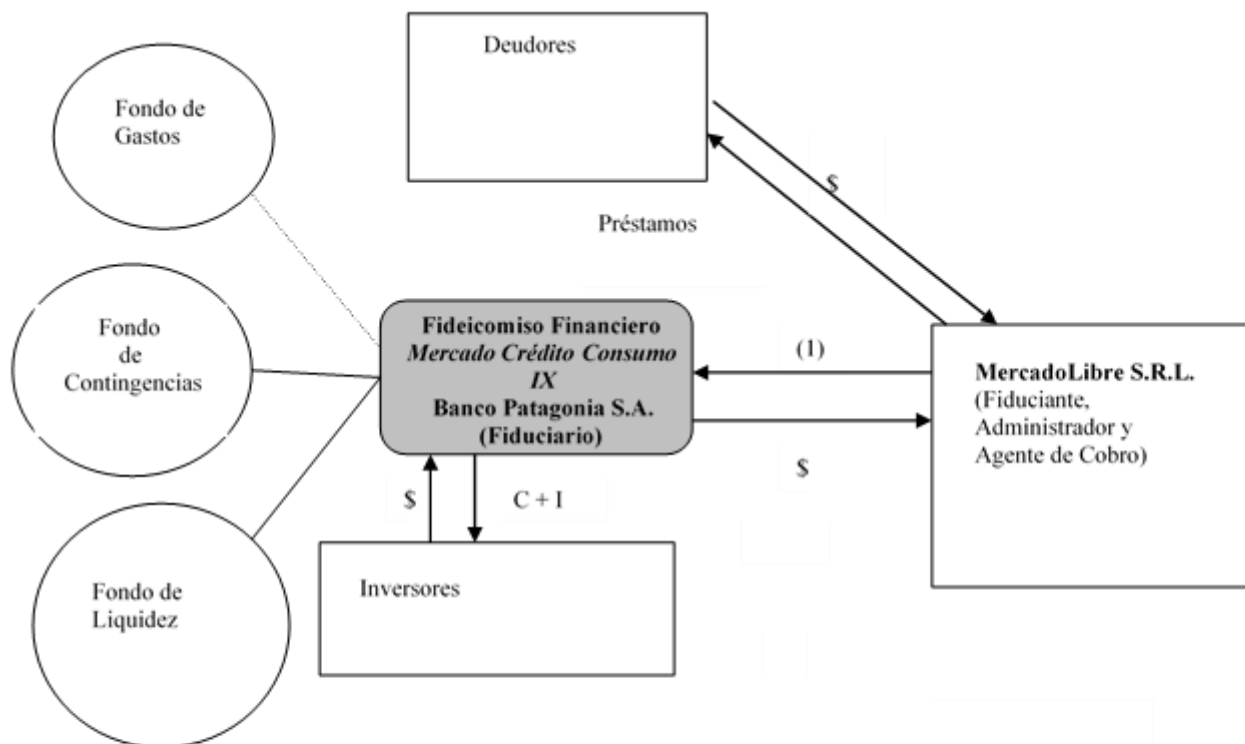 Deudores
Fondo de
Gastos
$
Préstamos
Fondo
de
Contingencias
Fideicomiso Financiero
Mercado Crédito Consumo
IX
Banco Patagonia S.A.
(Fiduciario)
(1)
MercadoLibre S.R.L.
(Fiduciante,
Administrador y
Agente de Cobro)
$
$
C + I
Inversores
Fondo de
Liquidez